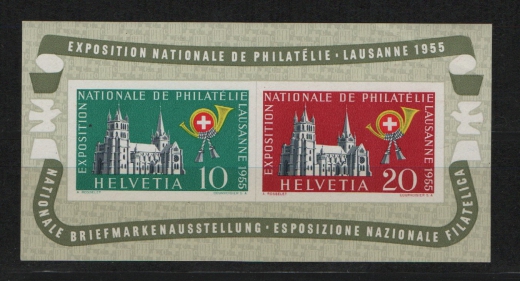 EXPOSITION NATIONALE DE PHILATÉLIE · LAUSANNE 1955
EXPOSITION
NATIONALE DE PHILATÉLIE
LAUSANNE 1955
HELVETIA 10
EXPOSITION
NATIONALE DE PHILATÉLIE
LAUSANNE 1955
HELVETIA 20
NATIONALE BRIEFMARKENAUSSTELLUNG · ESPOSIZIONE NAZIONALE FILATELICA